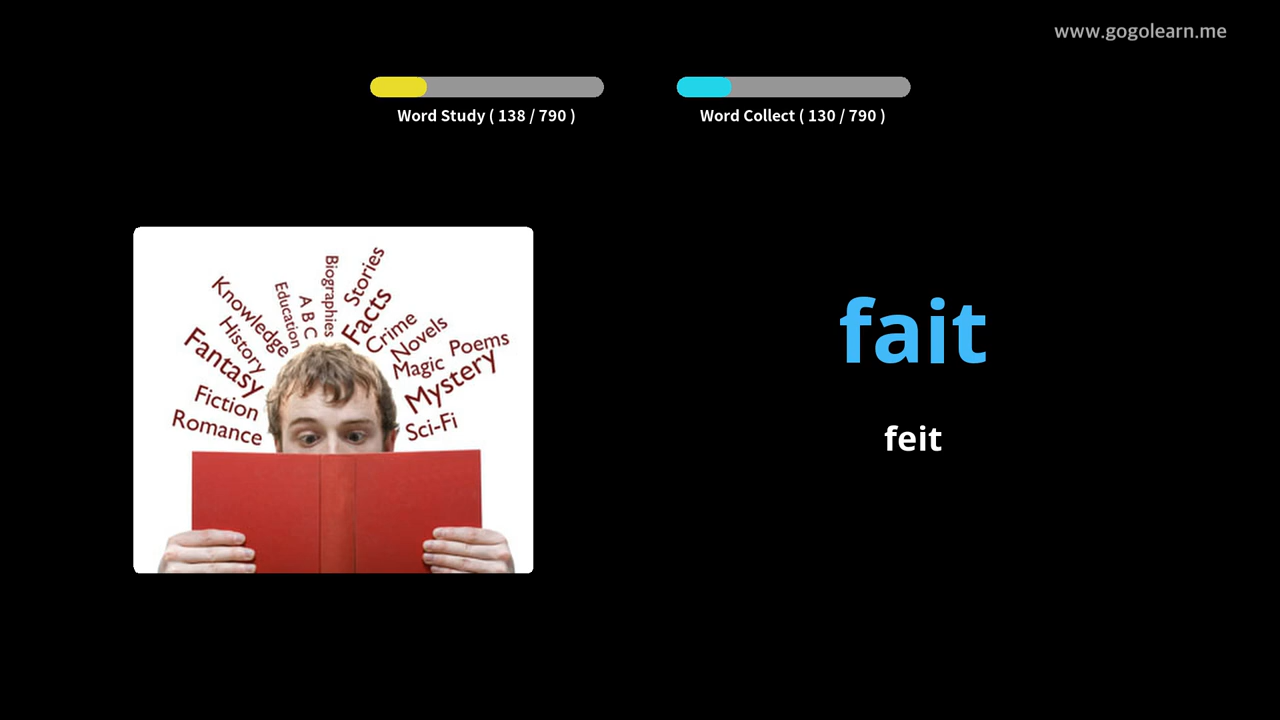 www.gogolearn.me
Word Study ( 138 / 790 )
Word Collect ( 130 / 790 )
Biographies
Stories
Knowledge
Education
A B C
Facts
Crime
History
Novels
Poems
Fantasy
Magic
Mystery
Fiction
Romance
Sci-Fi
fait
feit